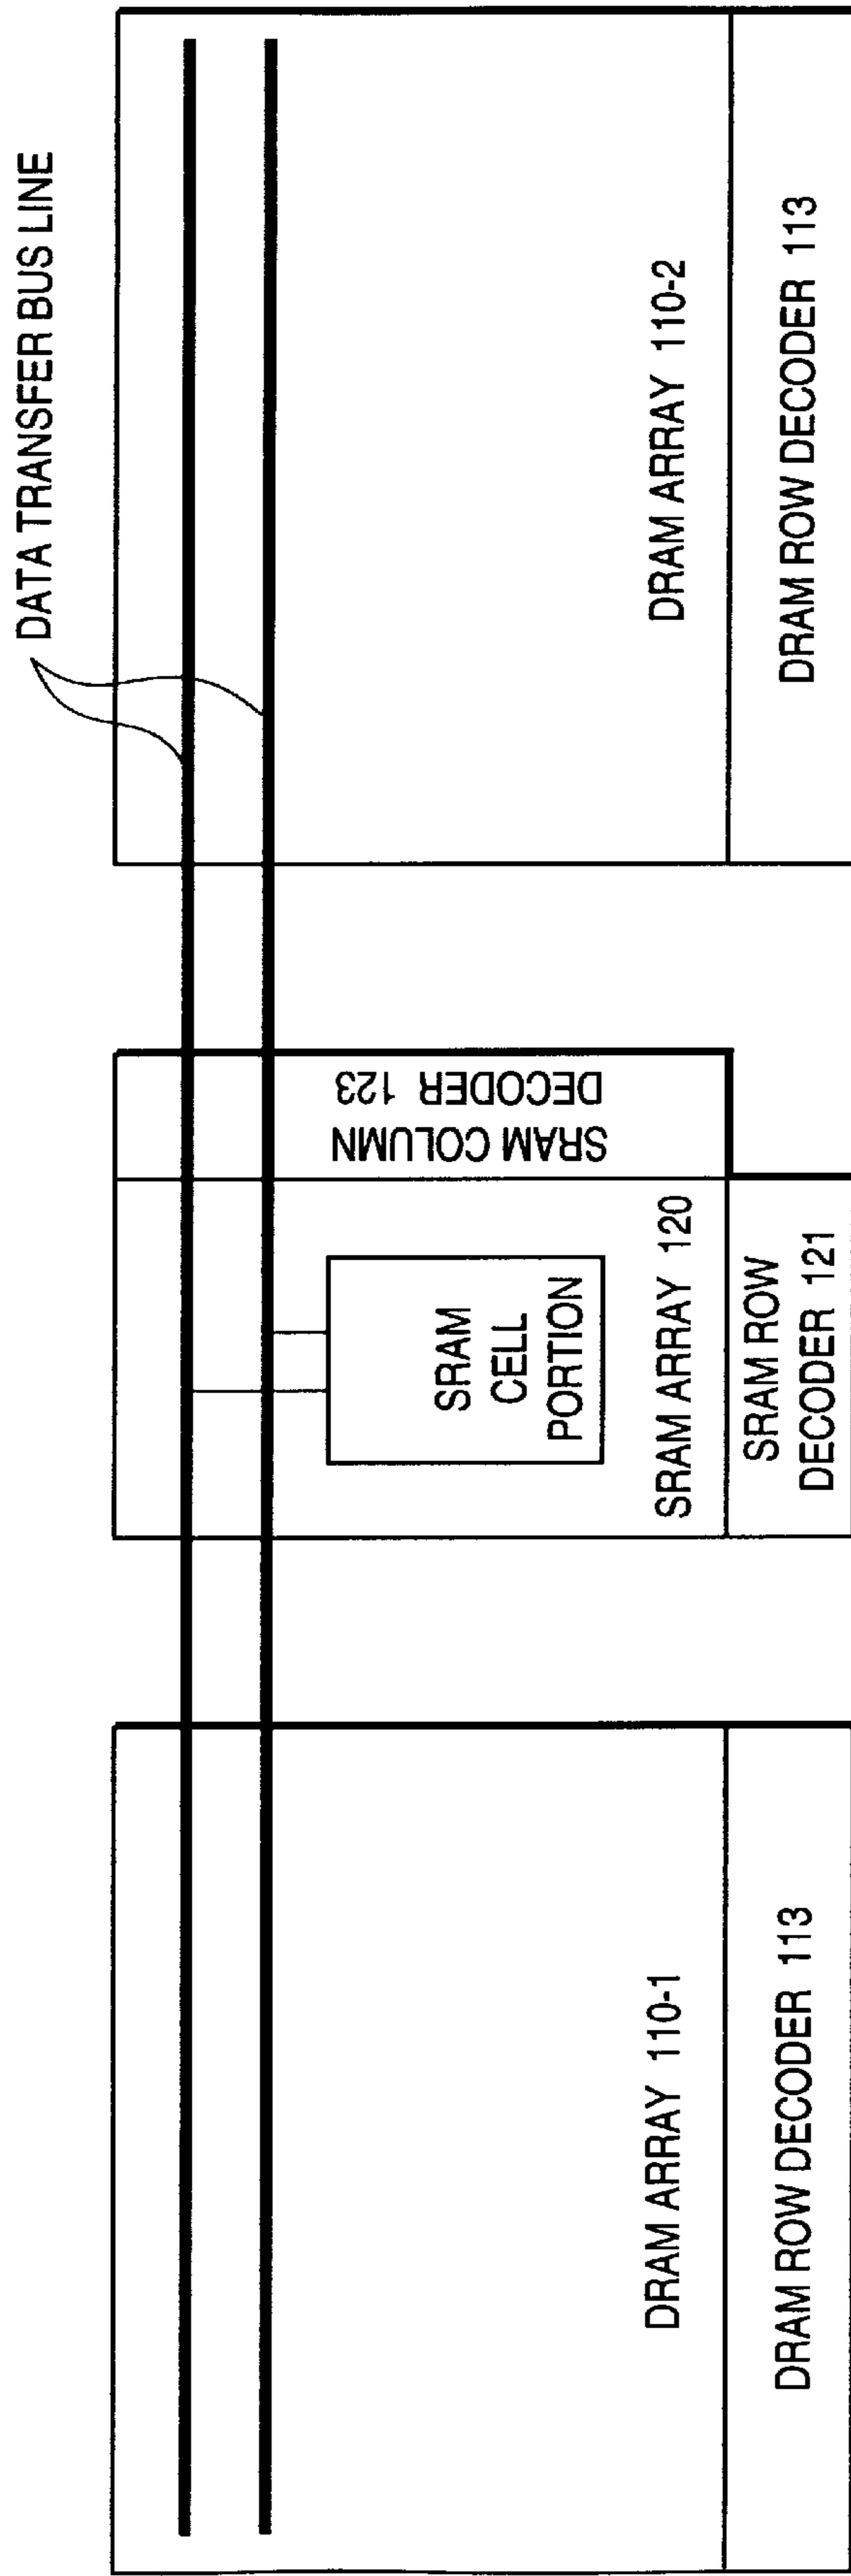 DATA TRANSFER BUS LINE
DRAM ARRAY 110-1
DRAM ROW DECODER 113
SRAM
CELL
PORTION
SRAM ARRAY 120
SRAM ROW
DECODER 121
SRAM COLUMN
DECODER 123
DRAM ARRAY 110-2
DRAM ROW DECODER 113